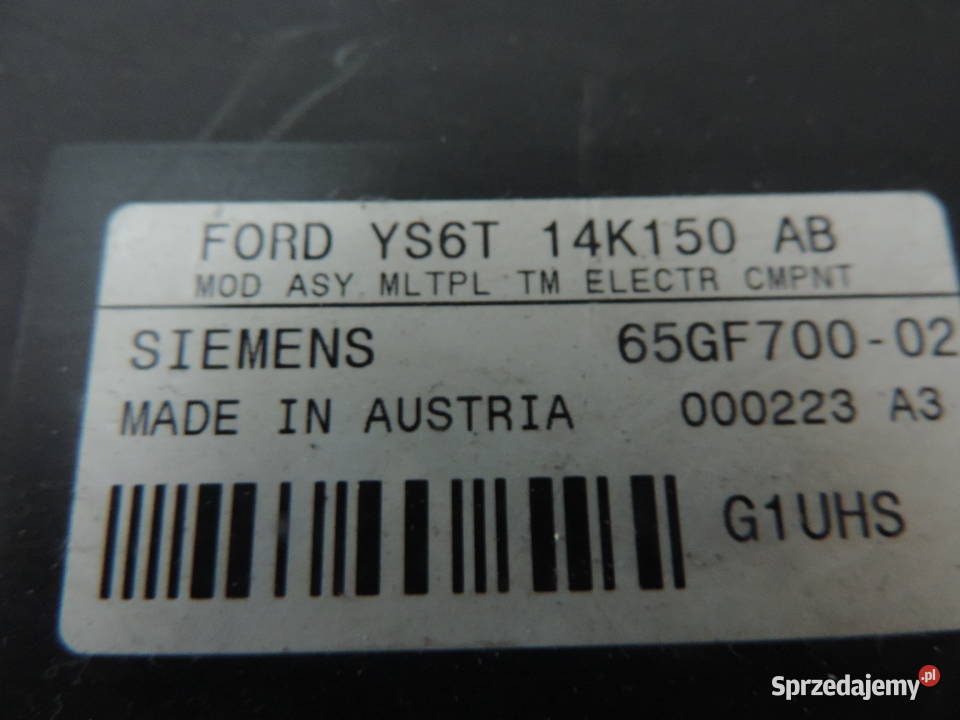 FORD YS6T 14K150 AB
MOD ASY MLTPL TM ELECTR CMPNT
SIEMENS 65GF700-02
MADE IN AUSTRIA 000223 A3
G1UHS
Sprzedajemy.pl